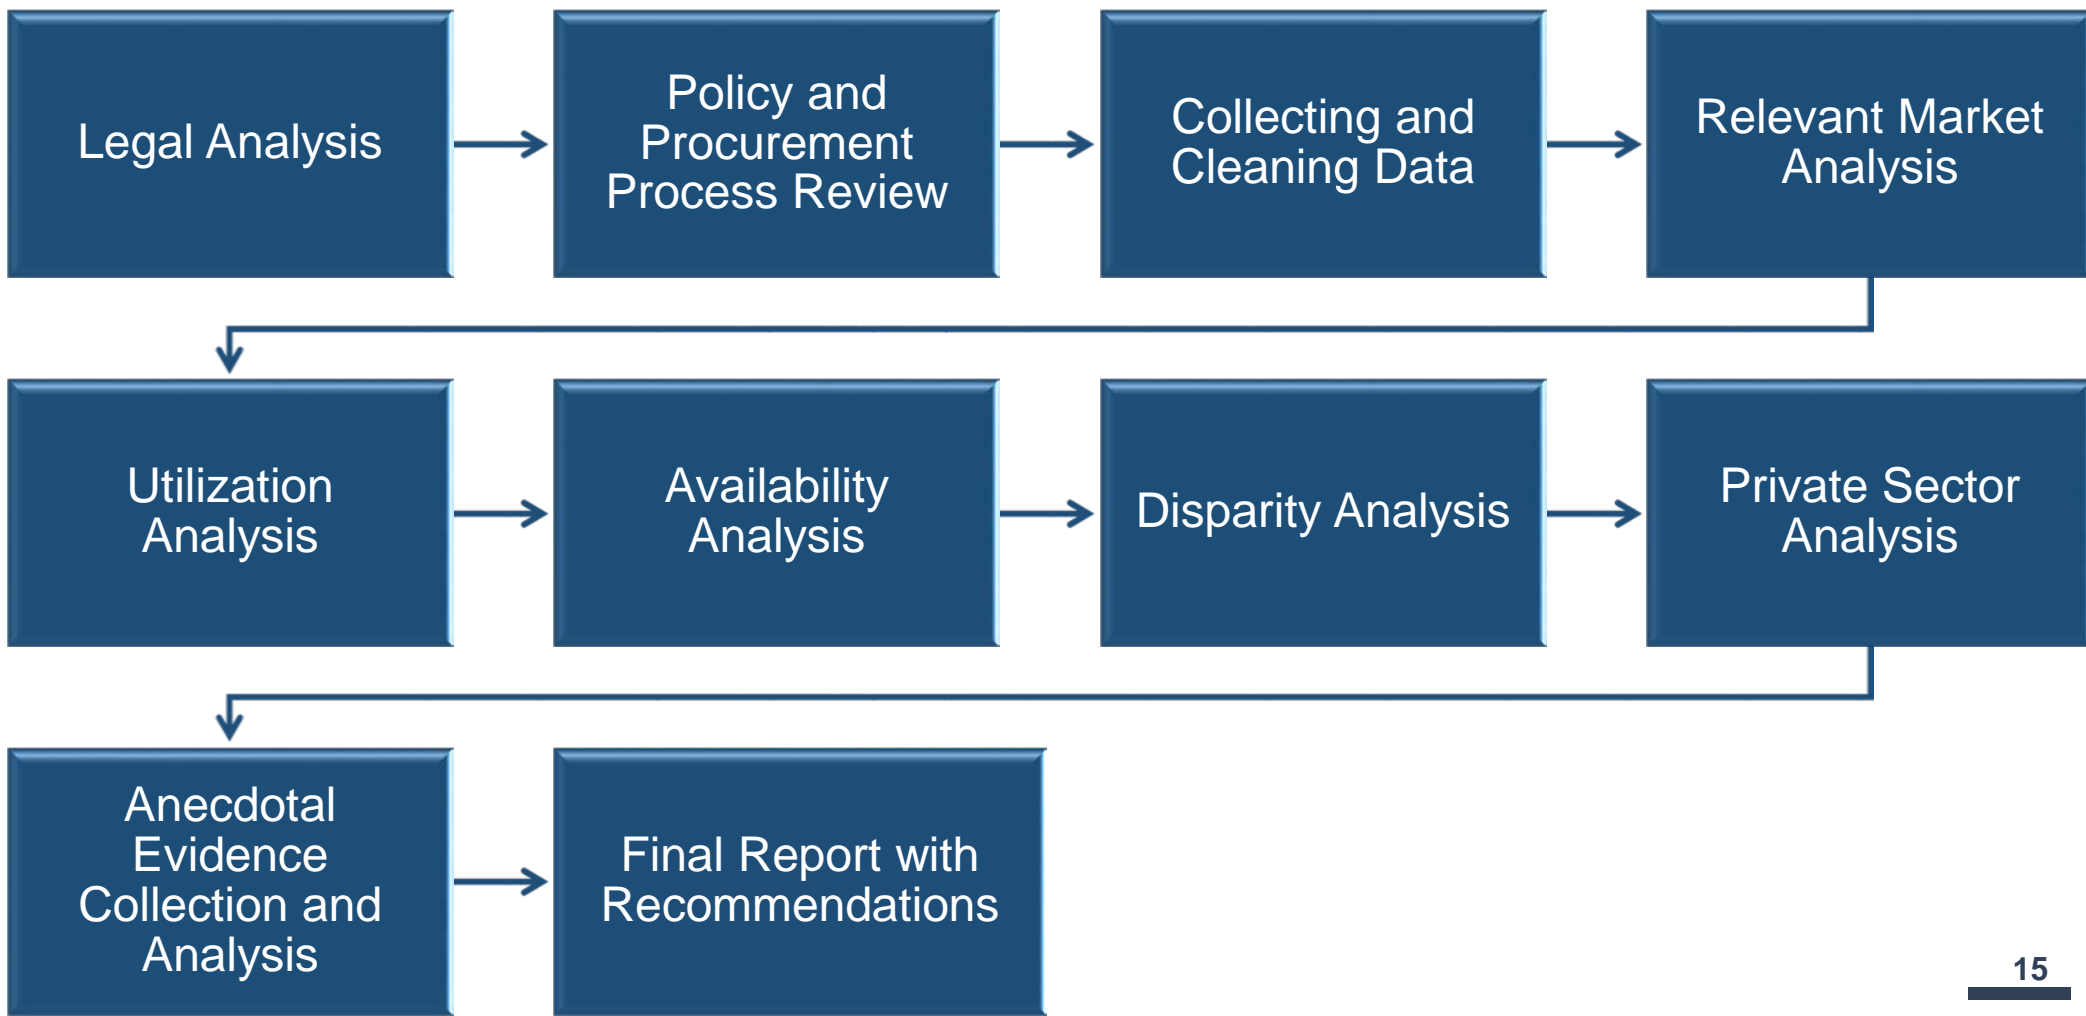 Legal Analysis
Policy and
Procurement
Process Review
Collecting and
Cleaning Data
Relevant Market
Analysis
Utilization
Analysis
Availability
Analysis
Disparity Analysis
Private Sector
Analysis
Anecdotal
Evidence
Collection and
Analysis
Final Report with
Recommendations
15